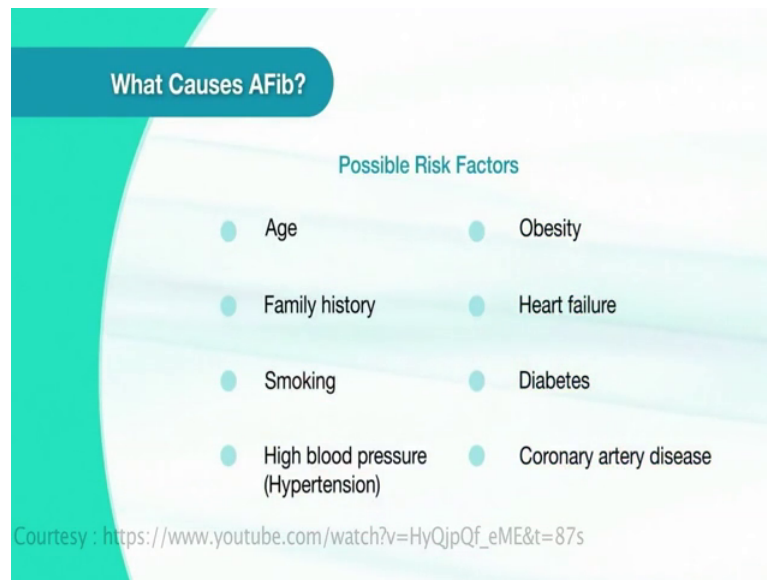 What Causes AFib?
Possible Risk Factors
Age
Family history
Smoking
High blood pressure
(Hypertension)
Obesity
Heart failure
Diabetes
Coronary artery disease
Courtesy : https://www.youtube.com/watch?v=HyQjpQf_eME&t=87s